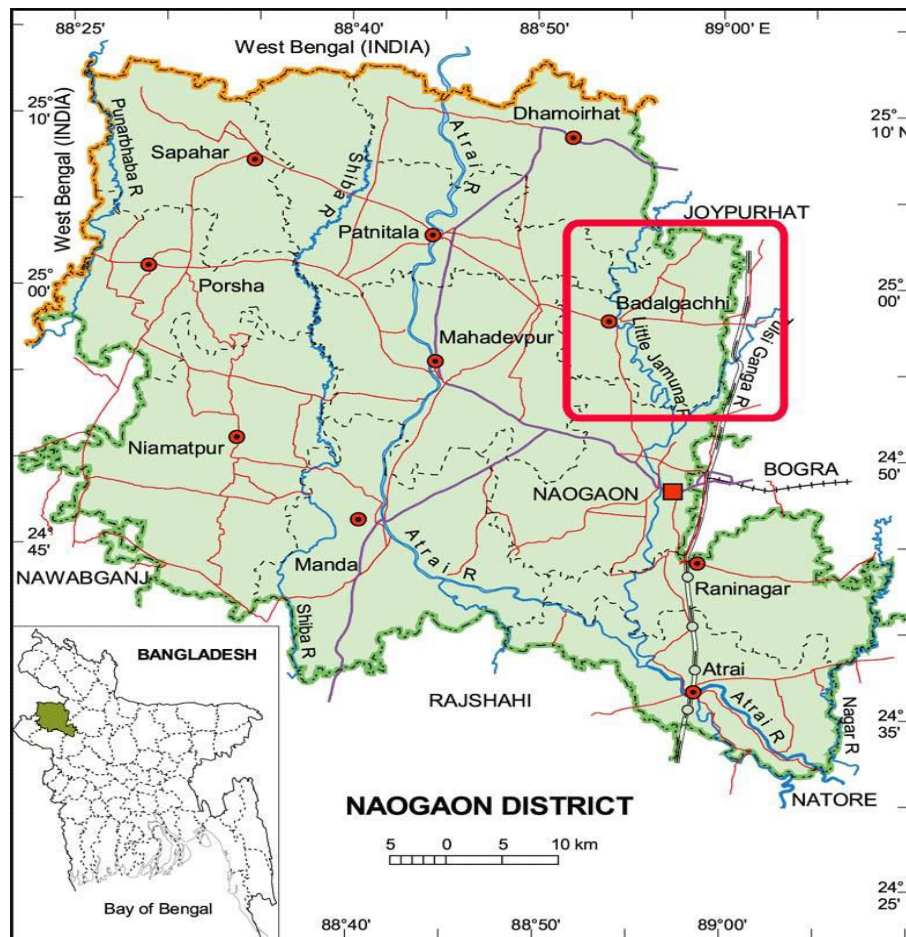 88°25'
88°40'
88°50'
89°00' E
West Bengal (INDIA)
25°
10'
25°
10' N
West Bengal (INDIA)
Punarbhaba R
Dhamoirhat
Atrai R
Sapahar
Shiba R
JOYPURHAT
Patnitala
25°
00'
25°
00'
Porsha
Badalgachhi
Mahadevpur
Little Jamuna R
Tulsi Ganga R
Niamatpur
24°
50'
BOGRA
NAOGAON
24°
45'
Manda
Atrai R
NAWABGANJ
Raninagar
Shiba R
BANGLADESH
Atrai
RAJSHAHI
Atrai R
Nagar R
24°
35'
NATORE
NAOGAON DISTRICT
5 0 5 10 km
24°
25'
Bay of Bengal
88°40'
88°50'
89°00'